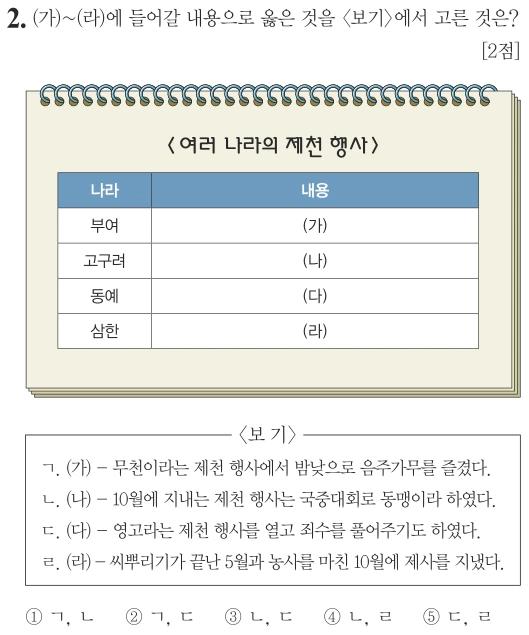 2. (가)~(라)에 들어갈 내용으로 옳은 것을 〈보기〉에서 고른 것은?
[2점]
〈여러 나라의 제천 행사〉
나라 내용
부여 (가)
고구려 (나)
동예 (다)
삼한 (라)
〈보 기〉
ㄱ. (가) - 무천이라는 제천 행사에서 밤낮으로 음주가무를 즐겼다.
ㄴ. (나) - 10월에 지내는 제천 행사는 국중대회로 동맹이라 하였다.
ㄷ. (다) - 영고라는 제천 행사를 열고 죄수를 풀어주기도 하였다.
ㄹ. (라) - 씨뿌리기가 끝난 5월과 농사를 마친 10월에 제사를 지냈다.
① ㄱ, ㄴ ② ㄱ, ㄷ ③ ㄴ, ㄷ ④ ㄴ, ㄹ ⑤ ㄷ, ㄹ